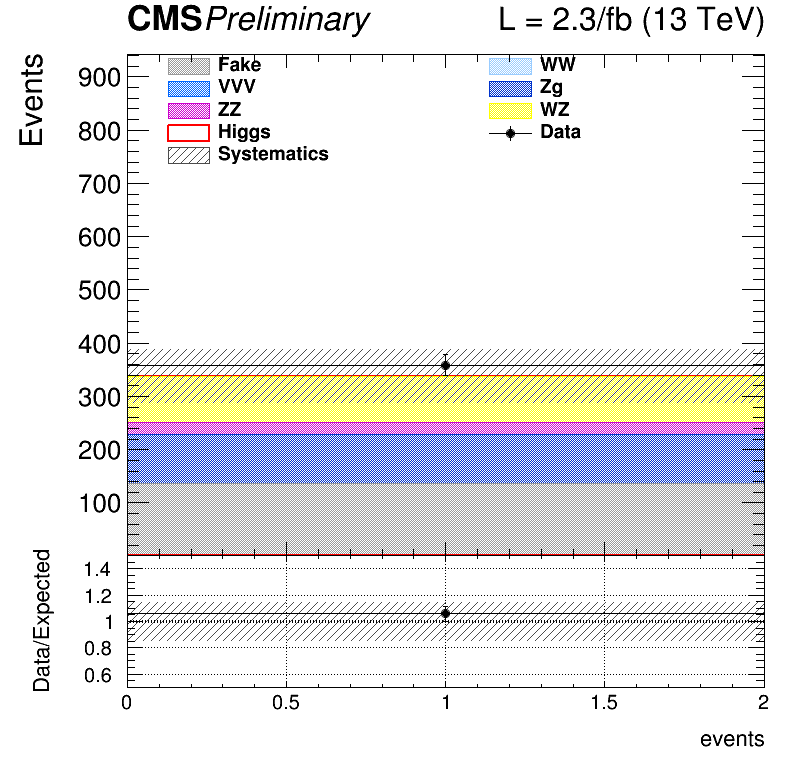 CMS Preliminary L = 2.3/fb (13 TeV)
Events
900
800
700
600
500
400
300
200
100
Fake WW
VVV Zg
ZZ WZ
Higgs Data
Systematics
Data/Expected
1.4
1.2
1
0.8
0.6
0 0.5 1 1.5 2
events